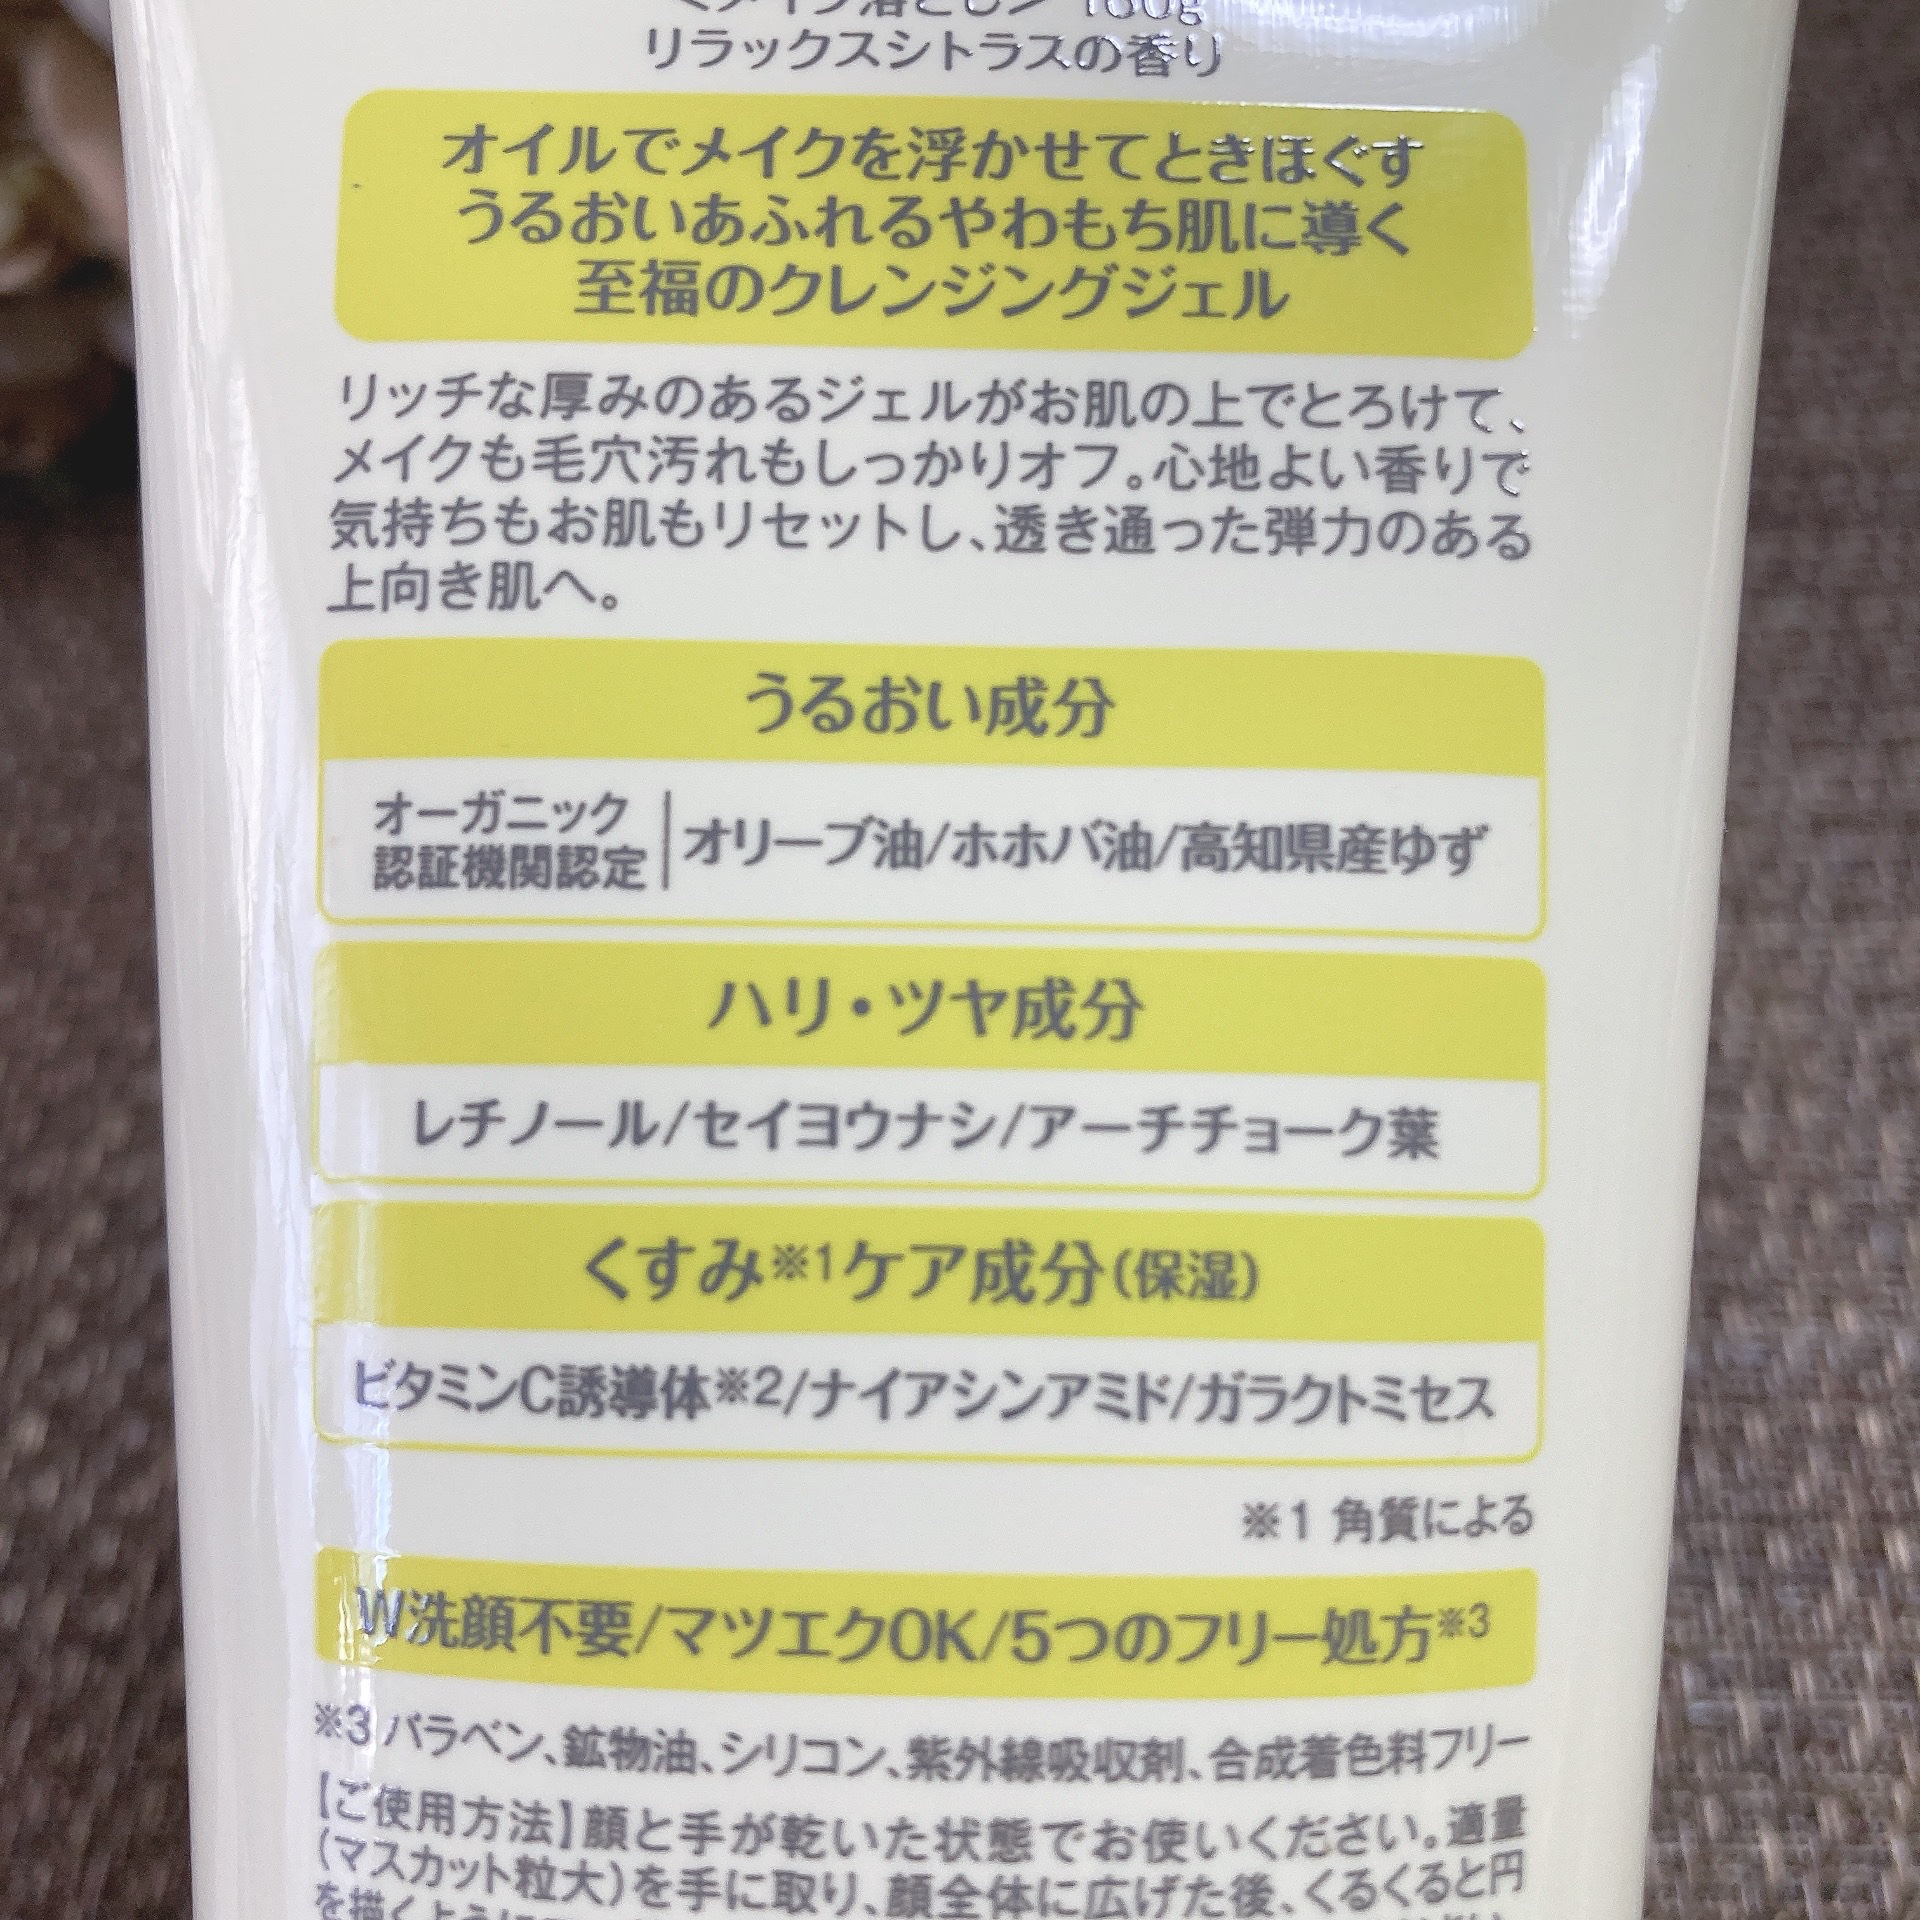 <メイク落とし> 180g
リラックスシトラスの香り
オイルでメイクを浮かせてときほぐす
うるおいあふれるやわもち肌に導く
至福のクレンジングジェル
リッチな厚みのあるジェルがお肌の上でとろけて、
メイクも毛穴汚れもしっかりオフ。心地よい香りで
気持ちもお肌もリセットし、透き通った弾力のある
上向き肌へ。
うるおい成分
オーガニック
認証機関認定
オリーブ油/ホホバ油/高知県産ゆず
ハリ・ツヤ成分
レチノール/セイヨウナシ/アーチチョーク葉
くすみ※1ケア成分(保湿)
ビタミンC誘導体※2/ナイアシンアミド/ガラクトミセス
※1 角質による
W洗顔不要/マツエクOK/5つのフリー処方※3
※3 パラベン、鉱物油、シリコン、紫外線吸収剤、合成着色料フリー
【ご使用方法】顔と手が乾いた状態でお使いください。適量
(マスカット粒大)を手に取り、顔全体に広げた後、くるくると円
を描くように